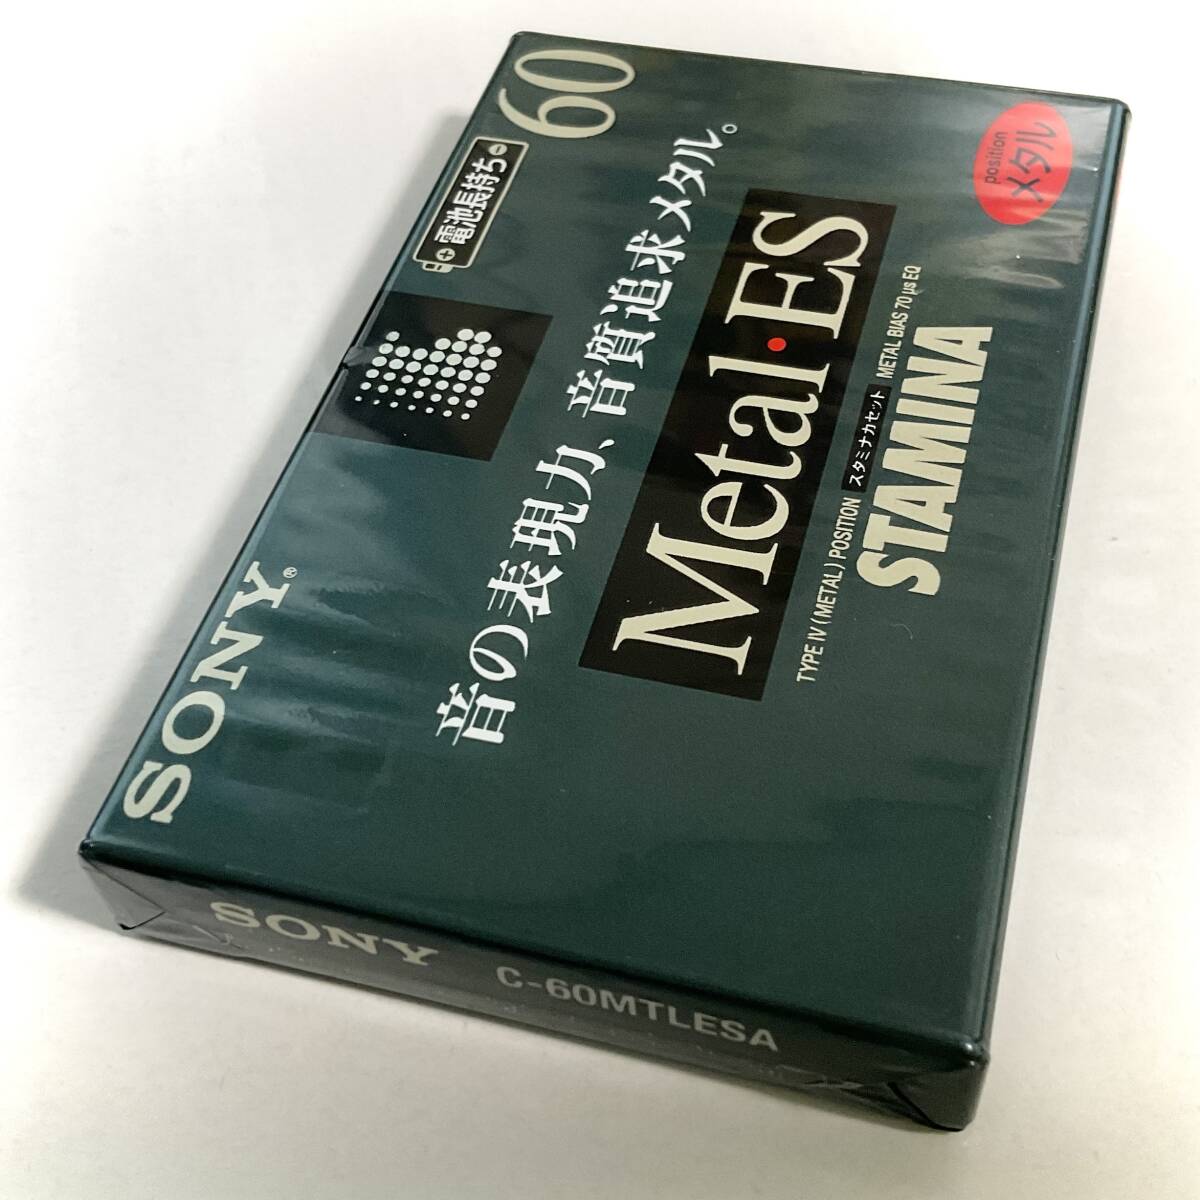 SONY®
電池長持ち
60
音の表現力、音質追求メタル。
Metal・ES
TYPE IV (METAL) POSITION スタミナカセット METAL BIAS 70 μs EQ
STAMINA
position
メタル
SONY C-60MTLESA